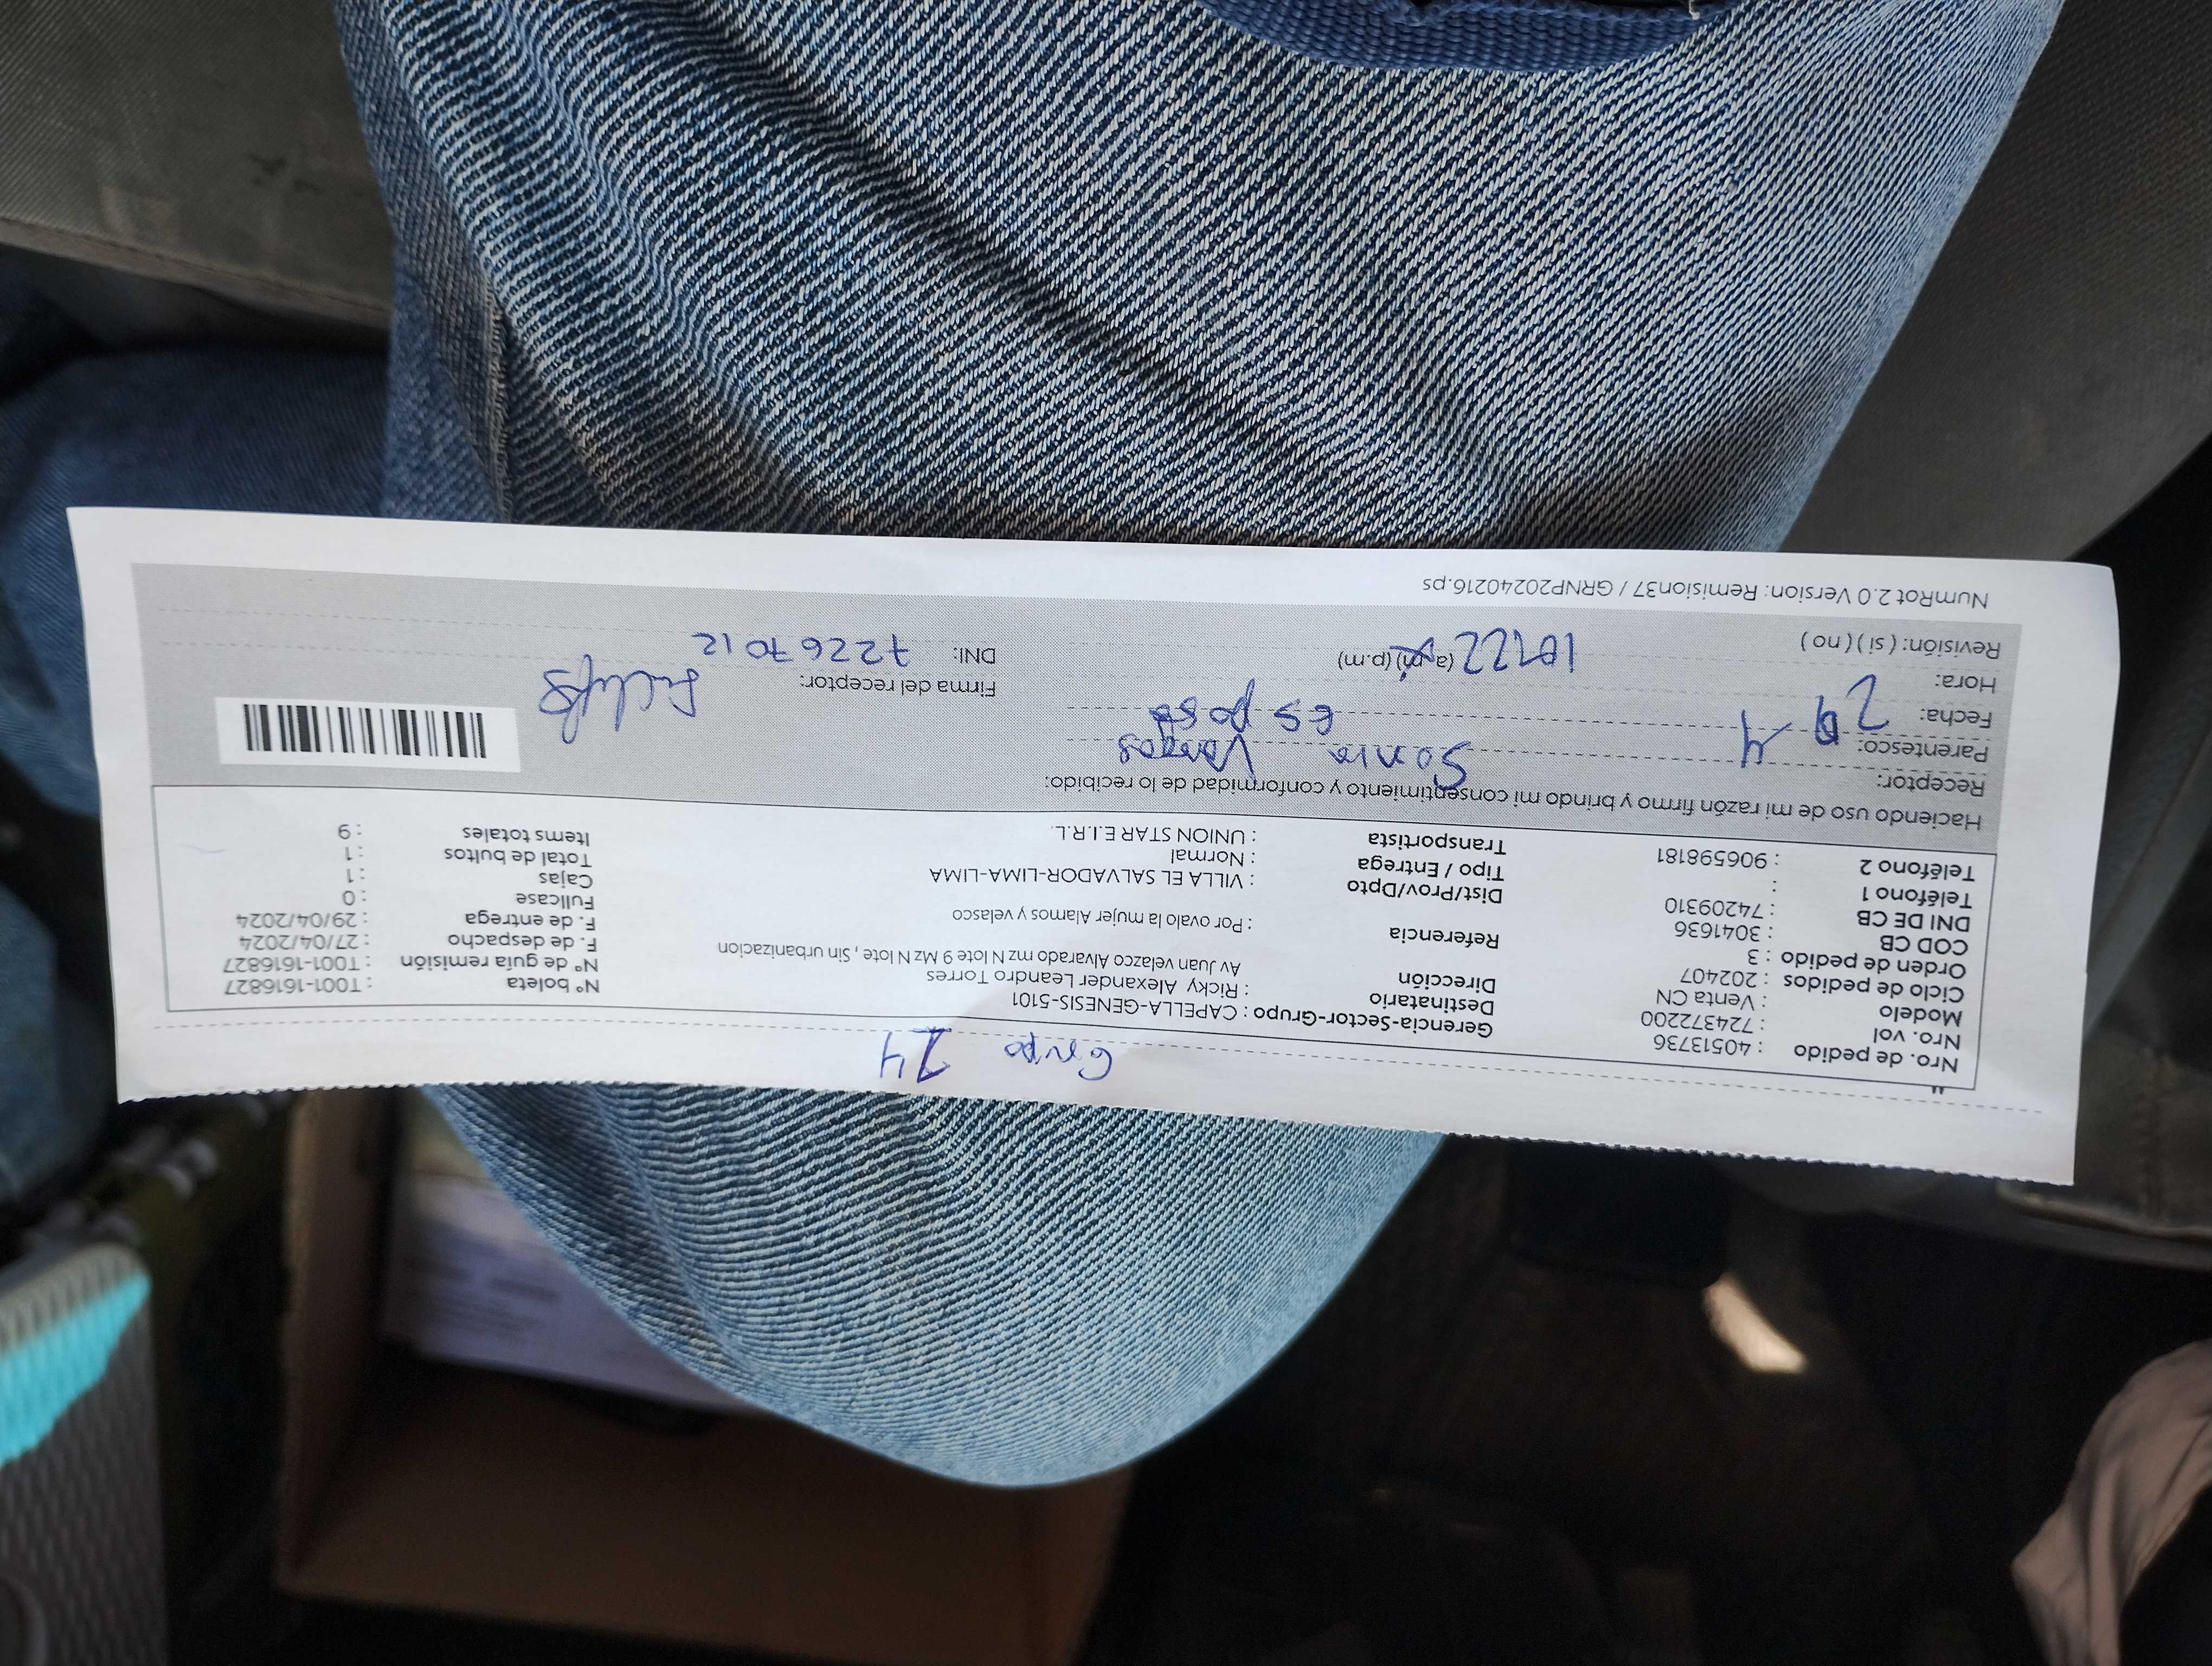 Grupo 24
Nro. de pedido : 40513736
Nro. vol : 724372200
Modelo : Venta CN
Ciclo de pedidos : 202407
Orden de pedido : 3
COD CB : 3041636
DNI DE CB : 74209310
Teléfono 1 :
Teléfono 2 : 906598181
Gerencia-Sector-Grupo : CAPELLA-GENESIS-5101
Destinatario : Ricky Alexander Leandro Torres
Dirección Av Juan velazco Alvarado mz N lote 9 Mz N lote , Sin urbanizacion
Referencia : Por ovalo la mujer Alamos y velasco
Dist/Prov/Dpto : VILLA EL SALVADOR-LIMA-LIMA
Tipo / Entrega : Normal
Transportista : UNION STAR E.I.R.L.
Nº boleta : T001-1616827
Nº de guía remisión : T001-1616827
F. de despacho : 27/04/2024
F. de entrega : 29/04/2024
Fullcase : 0
Cajas : 1
Total de bultos : 1
Items totales : 9
Haciendo uso de mi razón firmo y brindo mi consentimiento y conformidad de lo recibido:
Receptor: Sonia Vargas
Parentesco: esposa
Fecha: 29 4
Hora: (a.m) (p.m)
Revisión: ( si ) ( no )
Firma del receptor:
DNI: 72267012
NumRot 2.0 Version: Remision37 / GRNP20240216.ps